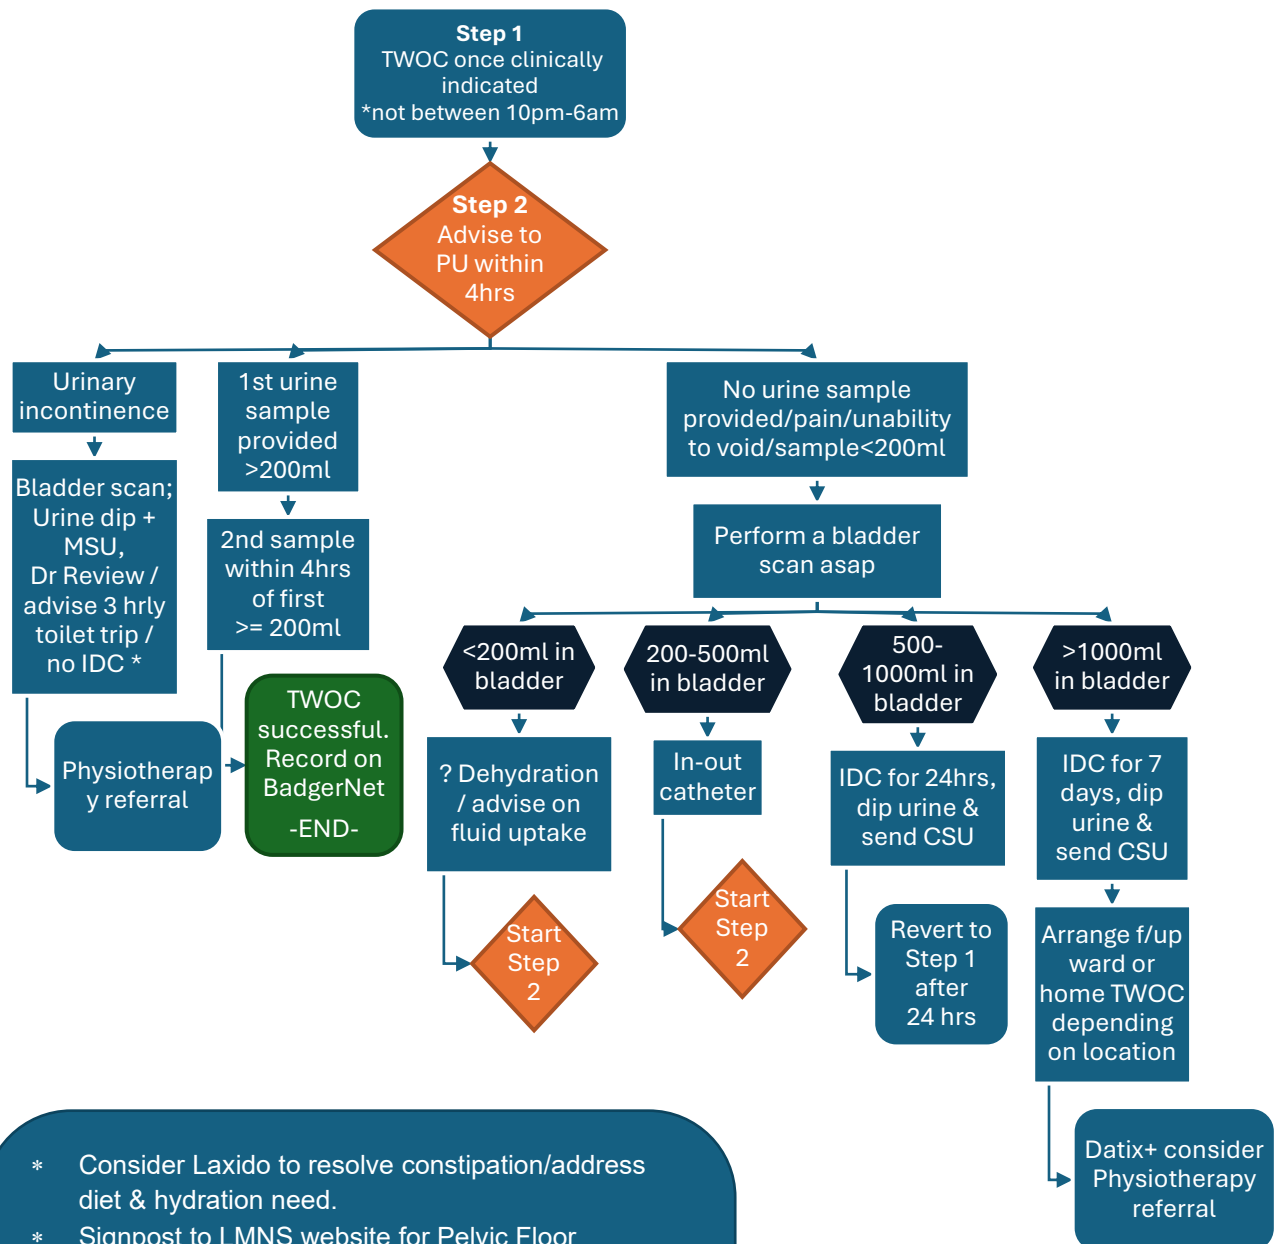 Step 1
TWOC once clinically
indicated
*not between 10pm-6am
Step 2
Advise to
PU within
4hrs
Urinary
incontinence
Bladder scan;
Urine dip +
MSU,
Dr Review /
advise 3 hrly
toilet trip /
no IDC *
Physiotherap
y referral
1st urine
sample
provided
>200ml
2nd sample
within 4hrs
of first
>= 200ml
TWOC
successful.
Record on
BadgerNet
-END-
No urine sample
provided/pain/unability
to void/sample<200ml
Perform a bladder
scan asap
<200ml in
bladder
? Dehydration
/ advise on
fluid uptake
Start
Step
2
200-500ml
in bladder
In-out
catheter
Start
Step
2
500-
1000ml in
bladder
IDC for 24hrs,
dip urine &
send CSU
Revert to
Step 1
after
24 hrs
>1000ml
in bladder
IDC for 7
days, dip
urine &
send CSU
Arrange f/up
ward or
home TWOC
depending
on location
Datix+ consider
Physiotherapy
referral
* Consider Laxido to resolve constipation/address
diet & hydration need.
* Signpost to LMNS website for Pelvic Floor